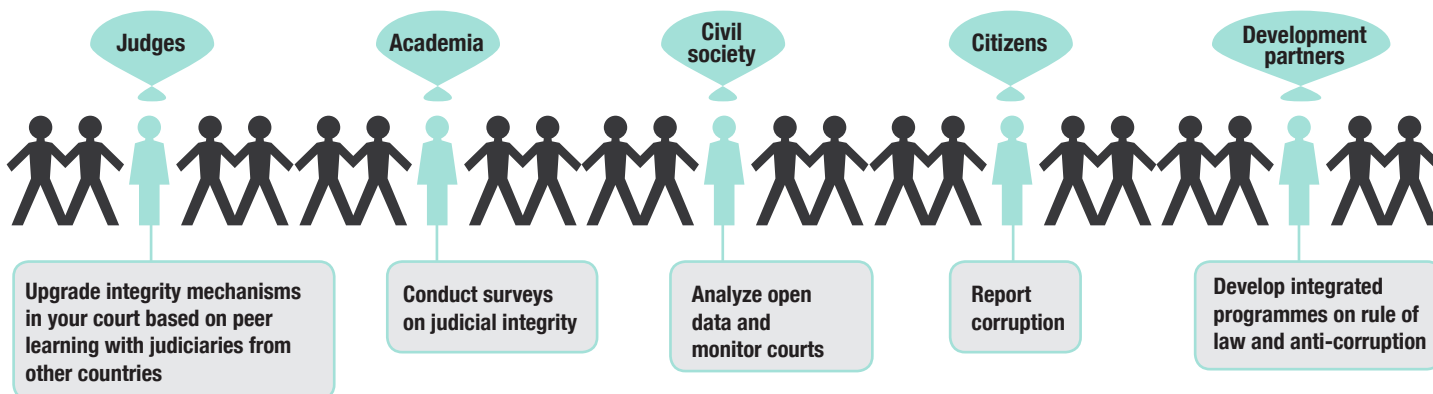 Judges
Academia
Civil
society
Citizens
Development
partners
Upgrade integrity mechanisms
in your court based on peer
learning with judiciaries from
other countries
Conduct surveys
on judicial integrity
Analyze open
data and
monitor courts
Report
corruption
Develop integrated
programmes on rule of
law and anti-corruption